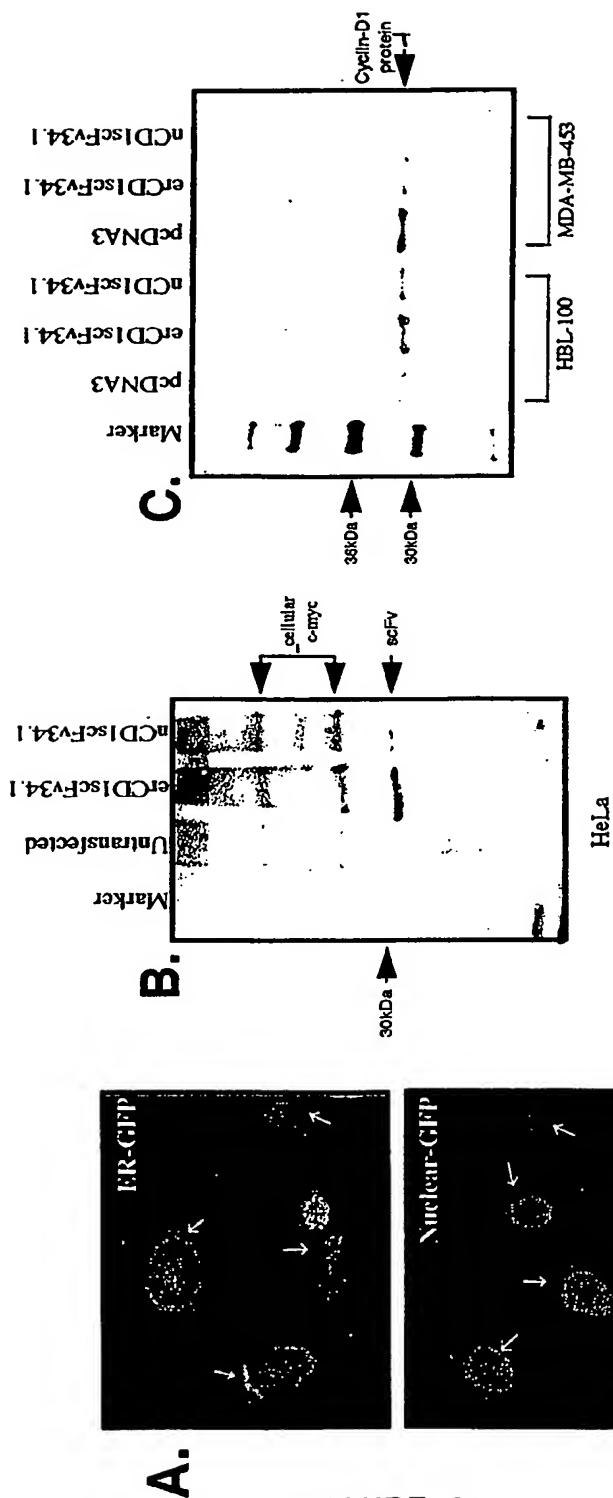 A.
ER-GFP
Nuclear-GFP
B.
Marker
Untransfected
erCD1scFv34.1
nCD1scFv34.1
30kDa
cellular
c-myc
scFv
HeLa
C.
Marker
pcDNA3
erCD1scFv34.1
nCD1scFv34.1
pcDNA3
erCD1scFv34.1
nCD1scFv34.1
36kDa
30kDa
Cyclin-D1
protein
HBL-100
MDA-MB-453